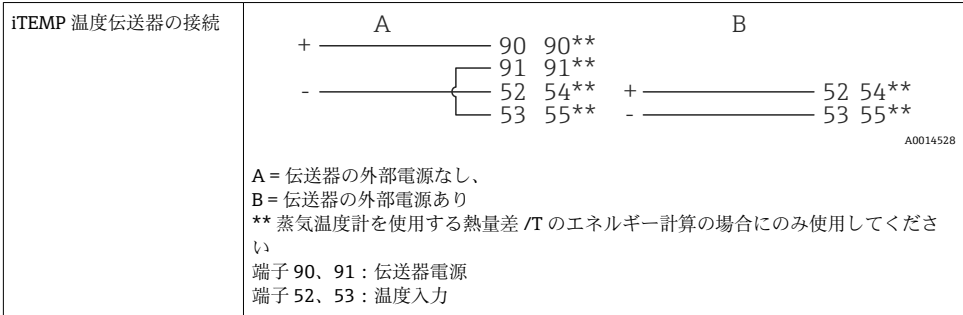 iTEMP 温度伝送器の接続
A B
+ 90 90**
91 91**
- 52 54** + 52 54**
53 55** - 53 55**
A0014528
A = 伝送器の外部電源なし、
B = 伝送器の外部電源あり
** 蒸気温度計を使用する熱量差 /T のエネルギー計算の場合にのみ使用してくださ
い
端子 90、91：伝送器電源
端子 52、53：温度入力